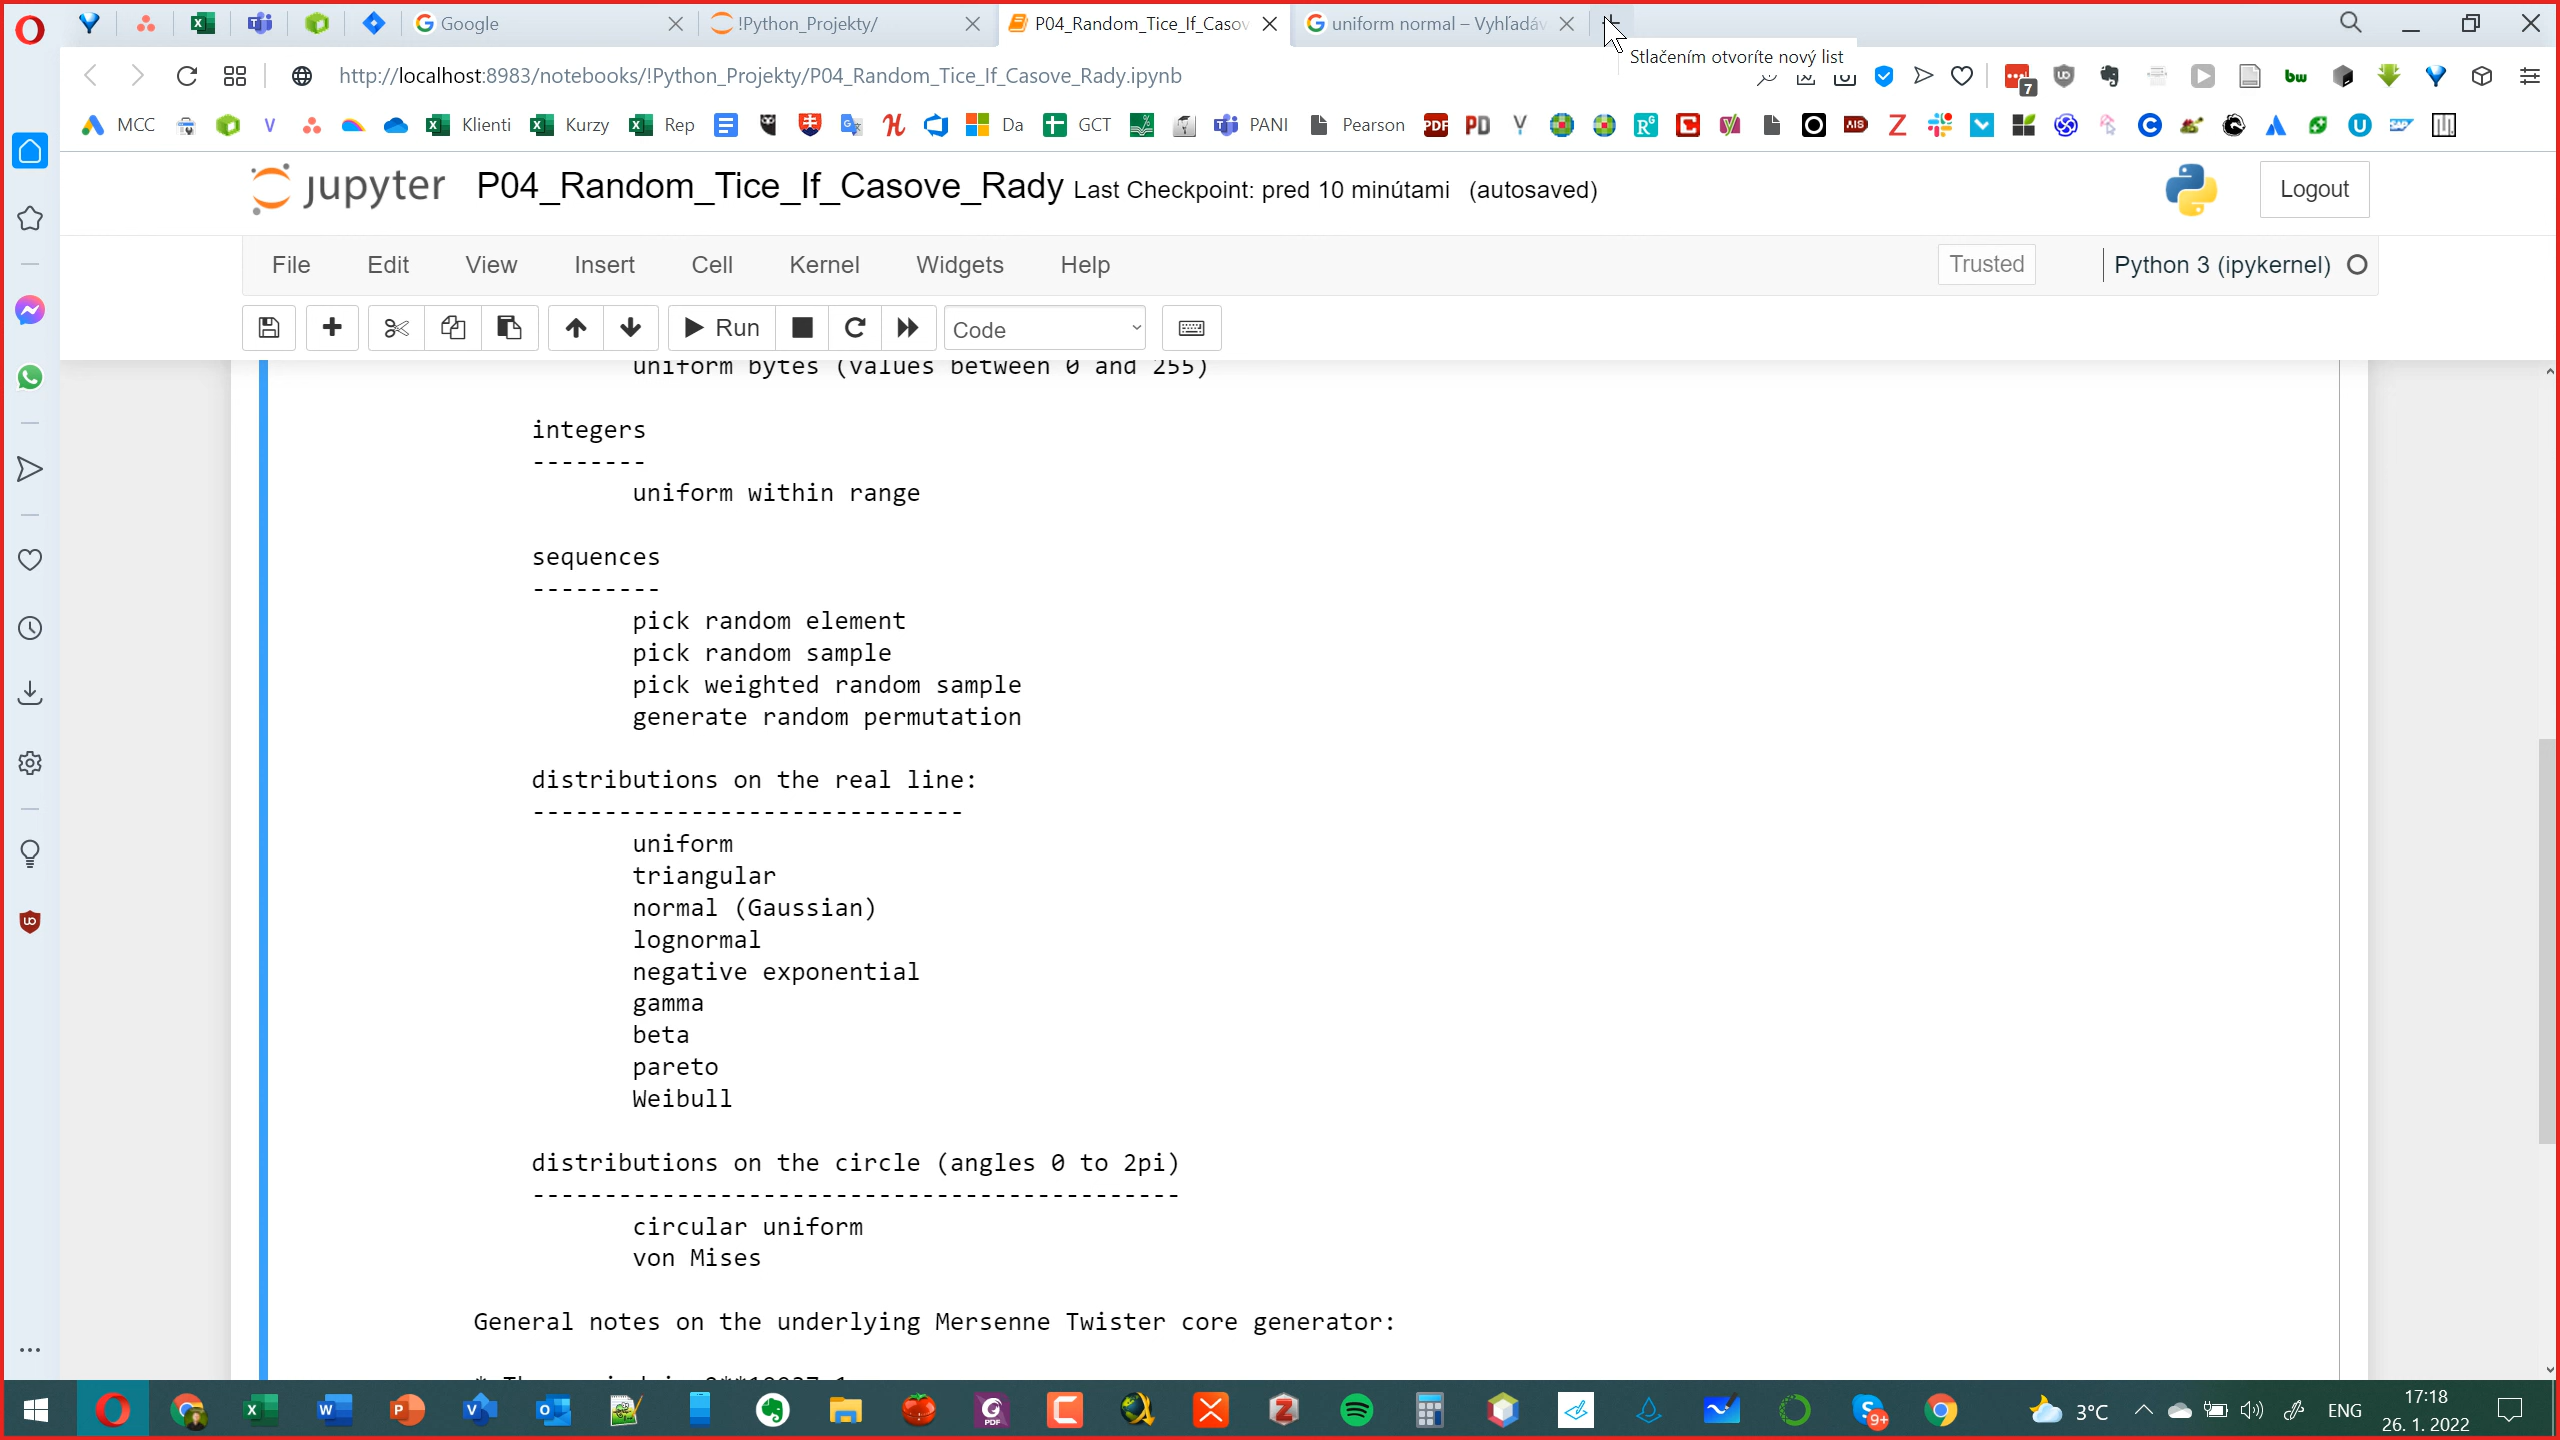 Google
!Python_Projekty/
P04_Random_Tice_If_Casov
uniform normal – Vyhľadáv
Stlačením otvoríte nový list
http://localhost:8983/notebooks/!Python_Projekty/P04_Random_Tice_If_Casove_Rady.ipynb
7
MCC
V
Klienti
Kurzy
Rep
Da
GCT
PANI
Pearson
PDF
PD
AIS
jupyter
P04_Random_Tice_If_Casove_Rady
Last Checkpoint: pred 10 minútami (autosaved)
Logout
File
Edit
View
Insert
Cell
Kernel
Widgets
Help
Trusted
Python 3 (ipykernel)
Run
Code
uniform bytes (values between 0 and 255)
integers
--------
uniform within range
sequences
---------
pick random element
pick random sample
pick weighted random sample
generate random permutation
distributions on the real line:
------------------------------
uniform
triangular
normal (Gaussian)
lognormal
negative exponential
gamma
beta
pareto
Weibull
distributions on the circle (angles 0 to 2pi)
---------------------------------------------
circular uniform
von Mises
General notes on the underlying Mersenne Twister core generator:
3°C
ENG
17:18
26. 1. 2022